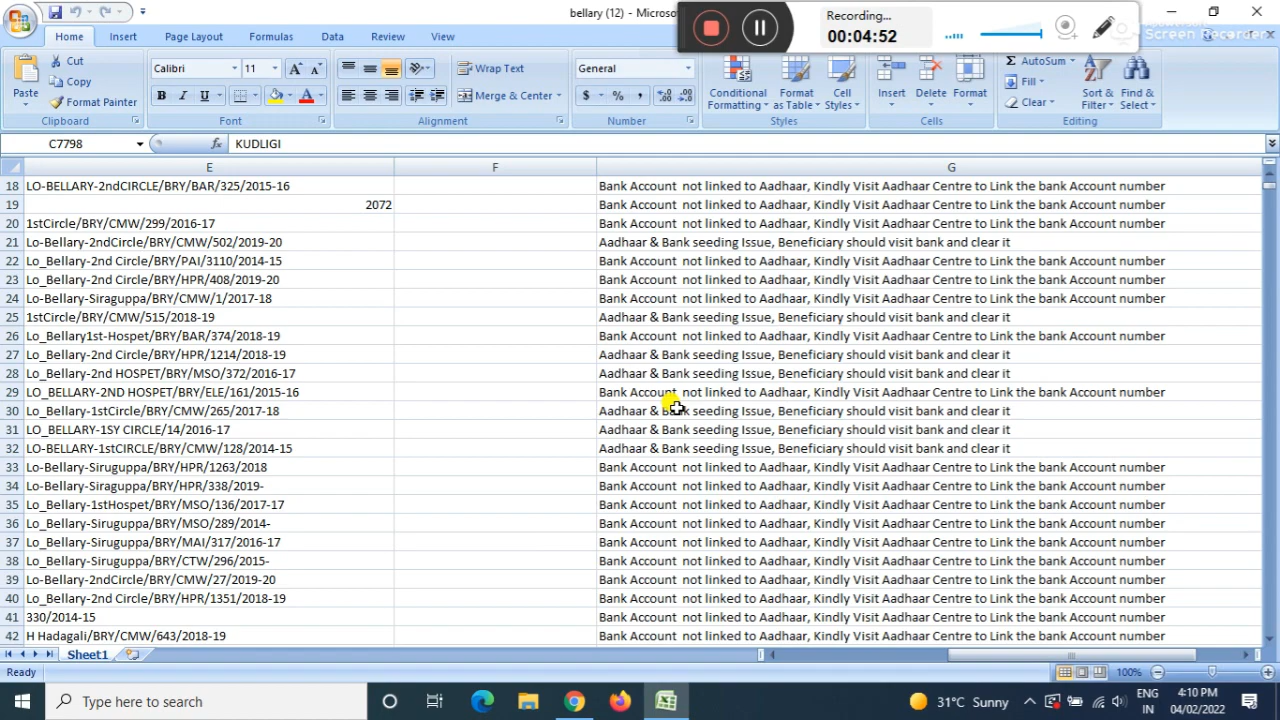 bellary (12) - Microso
Recording...
00:04:52
Screen Recorder
Home Insert Page Layout Formulas Data Review View
Cut
Copy
Format Painter
Paste
Clipboard
Calibri 11
Font
Wrap Text
Merge & Center
Alignment
General
Number
Conditional Formatting
Format as Table
Cell Styles
Styles
Insert Delete Format
Cells
AutoSum
Fill
Clear
Sort & Filter
Find & Select
Editing
C7798 fx KUDLIGI
E F G
18 LO-BELLARY-2ndCIRCLE/BRY/BAR/325/2015-16 Bank Account not linked to Aadhaar, Kindly Visit Aadhaar Centre to Link the bank Account number
19 2072 Bank Account not linked to Aadhaar, Kindly Visit Aadhaar Centre to Link the bank Account number
20 1stCircle/BRY/CMW/299/2016-17 Bank Account not linked to Aadhaar, Kindly Visit Aadhaar Centre to Link the bank Account number
21 Lo-Bellary-2ndCircle/BRY/CMW/502/2019-20 Aadhaar & Bank seeding Issue, Beneficiary should visit bank and clear it
22 Lo_Bellary-2nd Circle/BRY/PAI/3110/2014-15 Bank Account not linked to Aadhaar, Kindly Visit Aadhaar Centre to Link the bank Account number
23 Lo_Bellary-2nd Circle/BRY/HPR/408/2019-20 Bank Account not linked to Aadhaar, Kindly Visit Aadhaar Centre to Link the bank Account number
24 Lo-Bellary-Siraguppa/BRY/CMW/1/2017-18 Bank Account not linked to Aadhaar, Kindly Visit Aadhaar Centre to Link the bank Account number
25 1stCircle/BRY/CMW/515/2018-19 Aadhaar & Bank seeding Issue, Beneficiary should visit bank and clear it
26 Lo_Bellary1st-Hospet/BRY/BAR/374/2018-19 Bank Account not linked to Aadhaar, Kindly Visit Aadhaar Centre to Link the bank Account number
27 Lo_Bellary-2nd Circle/BRY/HPR/1214/2018-19 Aadhaar & Bank seeding Issue, Beneficiary should visit bank and clear it
28 Lo_Bellary-2nd HOSPET/BRY/MSO/372/2016-17 Aadhaar & Bank seeding Issue, Beneficiary should visit bank and clear it
29 LO_BELLARY-2ND HOSPET/BRY/ELE/161/2015-16 Bank Account not linked to Aadhaar, Kindly Visit Aadhaar Centre to Link the bank Account number
30 Lo_Bellary-1stCircle/BRY/CMW/265/2017-18 Aadhaar & Bank seeding Issue, Beneficiary should visit bank and clear it
31 LO_BELLARY-1SY CIRCLE/14/2016-17 Aadhaar & Bank seeding Issue, Beneficiary should visit bank and clear it
32 LO-BELLARY-1stCIRCLE/BRY/CMW/128/2014-15 Aadhaar & Bank seeding Issue, Beneficiary should visit bank and clear it
33 Lo-Bellary-Siruguppa/BRY/HPR/1263/2018 Bank Account not linked to Aadhaar, Kindly Visit Aadhaar Centre to Link the bank Account number
34 Lo-Bellary-Siraguppa/BRY/HPR/338/2019- Bank Account not linked to Aadhaar, Kindly Visit Aadhaar Centre to Link the bank Account number
35 Lo_Bellary-1stHospet/BRY/MSO/136/2017-17 Bank Account not linked to Aadhaar, Kindly Visit Aadhaar Centre to Link the bank Account number
36 Lo_Bellary-Siruguppa/BRY/MSO/289/2014- Bank Account not linked to Aadhaar, Kindly Visit Aadhaar Centre to Link the bank Account number
37 Lo_Bellary-Siruguppa/BRY/MAI/317/2016-17 Bank Account not linked to Aadhaar, Kindly Visit Aadhaar Centre to Link the bank Account number
38 Lo_Bellary-Siruguppa/BRY/CTW/296/2015- Bank Account not linked to Aadhaar, Kindly Visit Aadhaar Centre to Link the bank Account number
39 Lo-Bellary-2ndCircle/BRY/CMW/27/2019-20 Bank Account not linked to Aadhaar, Kindly Visit Aadhaar Centre to Link the bank Account number
40 Lo_Bellary-2nd Circle/BRY/HPR/1351/2018-19 Bank Account not linked to Aadhaar, Kindly Visit Aadhaar Centre to Link the bank Account number
41 330/2014-15 Bank Account not linked to Aadhaar, Kindly Visit Aadhaar Centre to Link the bank Account number
42 H Hadagali/BRY/CMW/643/2018-19 Bank Account not linked to Aadhaar, Kindly Visit Aadhaar Centre to Link the bank Account number
Sheet1
Ready 100%
Type here to search
31°C Sunny
ENG IN
4:10 PM
04/02/2022